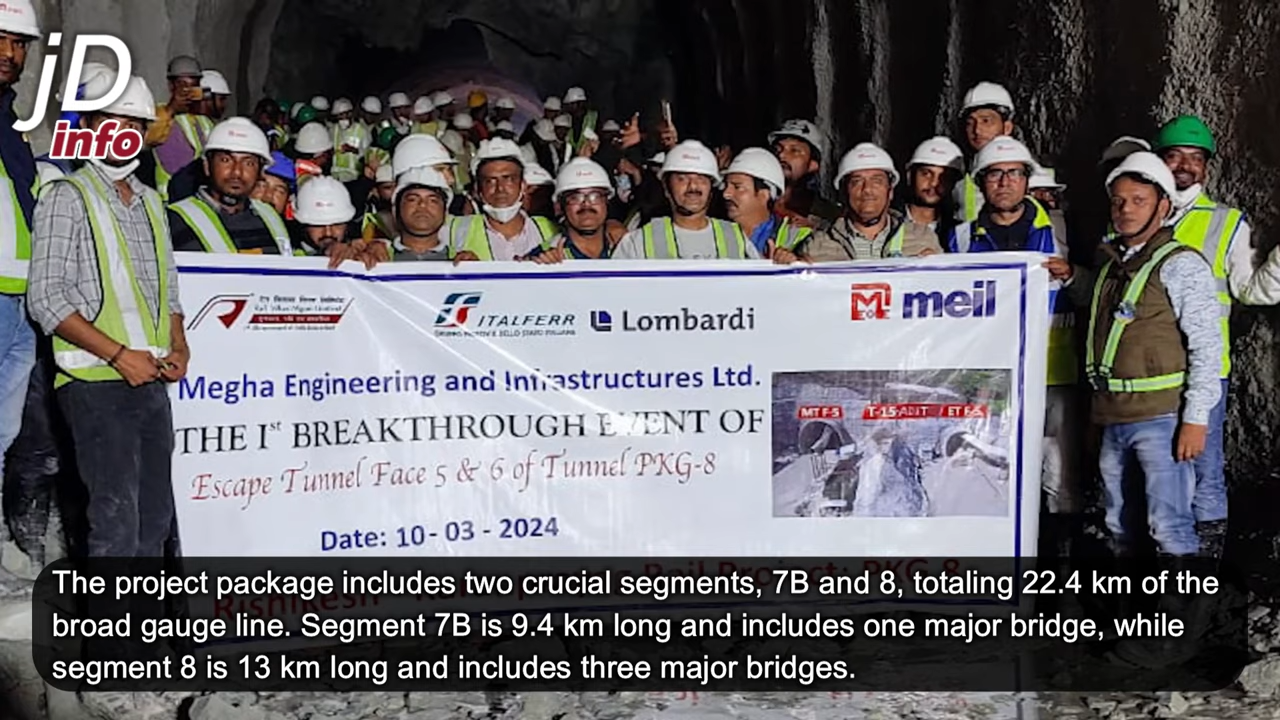 jD
info
ITALFERR
Lombardi
meil
Megha Engineering and Infrastructures Ltd.
THE 1st BREAKTHROUGH EVENT OF
Escape Tunnel Face 5 & 6 of Tunnel PKG-8
MT F-5 T-15 ADIT / ET F-5
Date: 10-03-2024
The project package includes two crucial segments, 7B and 8, totaling 22.4 km of the
broad gauge line. Segment 7B is 9.4 km long and includes one major bridge, while
segment 8 is 13 km long and includes three major bridges.